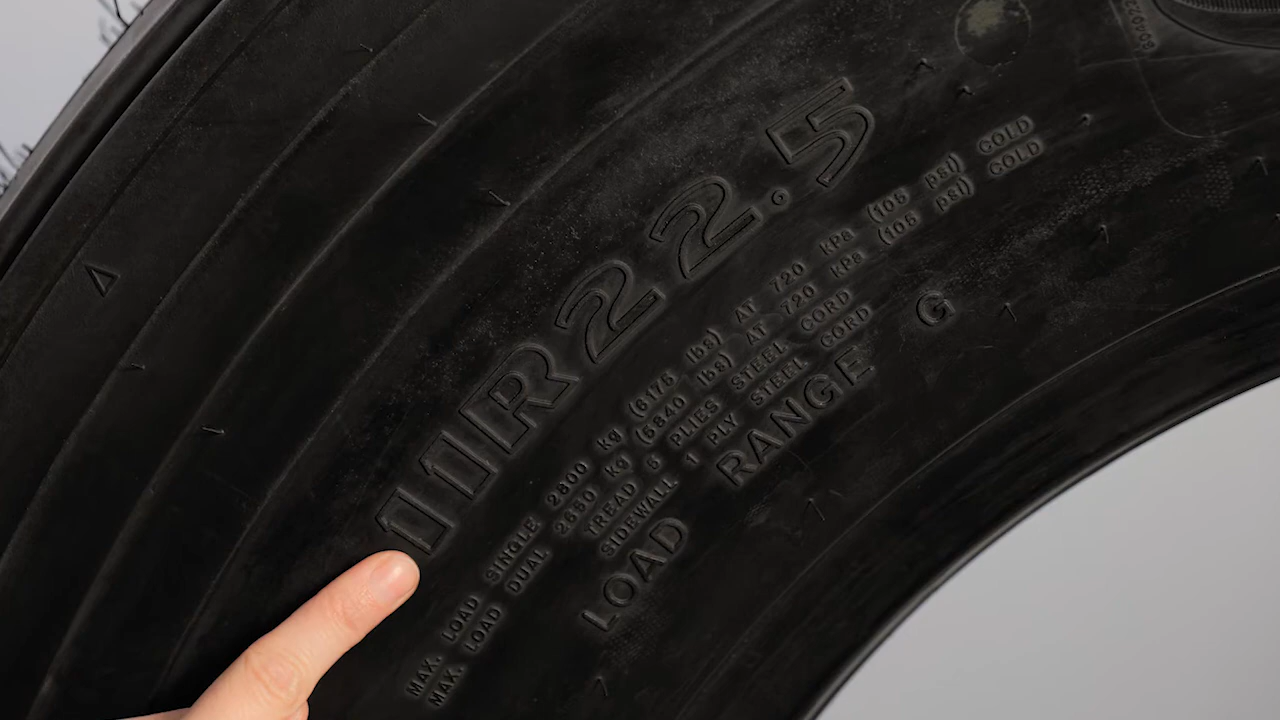 11R22.5
MAX. LOAD SINGLE 2800 kg (6175 lbs) AT 720 kPa (105 psi) COLD
MAX. LOAD DUAL 2650 kg (5840 lbs) AT 720 kPa (105 psi) COLD
TREAD 5 PLIES STEEL CORD
SIDEWALL 1 PLY STEEL CORD
LOAD RANGE G